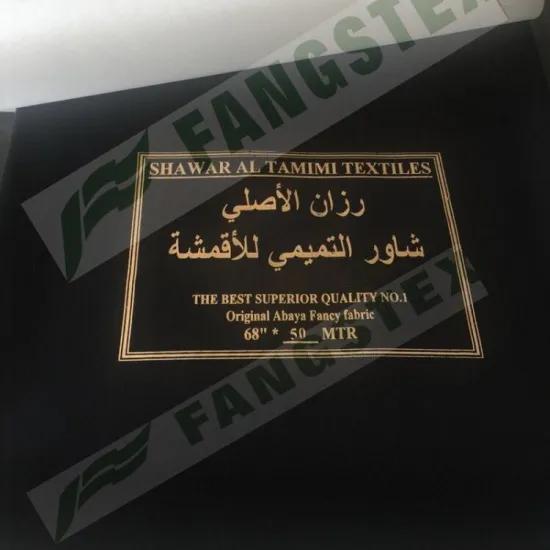 FANGSTEX
SHAWAR AL TAMIMI TEXTILES
رزان الأصلي
شاور التميمي للأقمشة
THE BEST SUPERIOR QUALITY NO.1
Original Abaya Fancy fabric
68" * 50 MTR
FANGSTEX